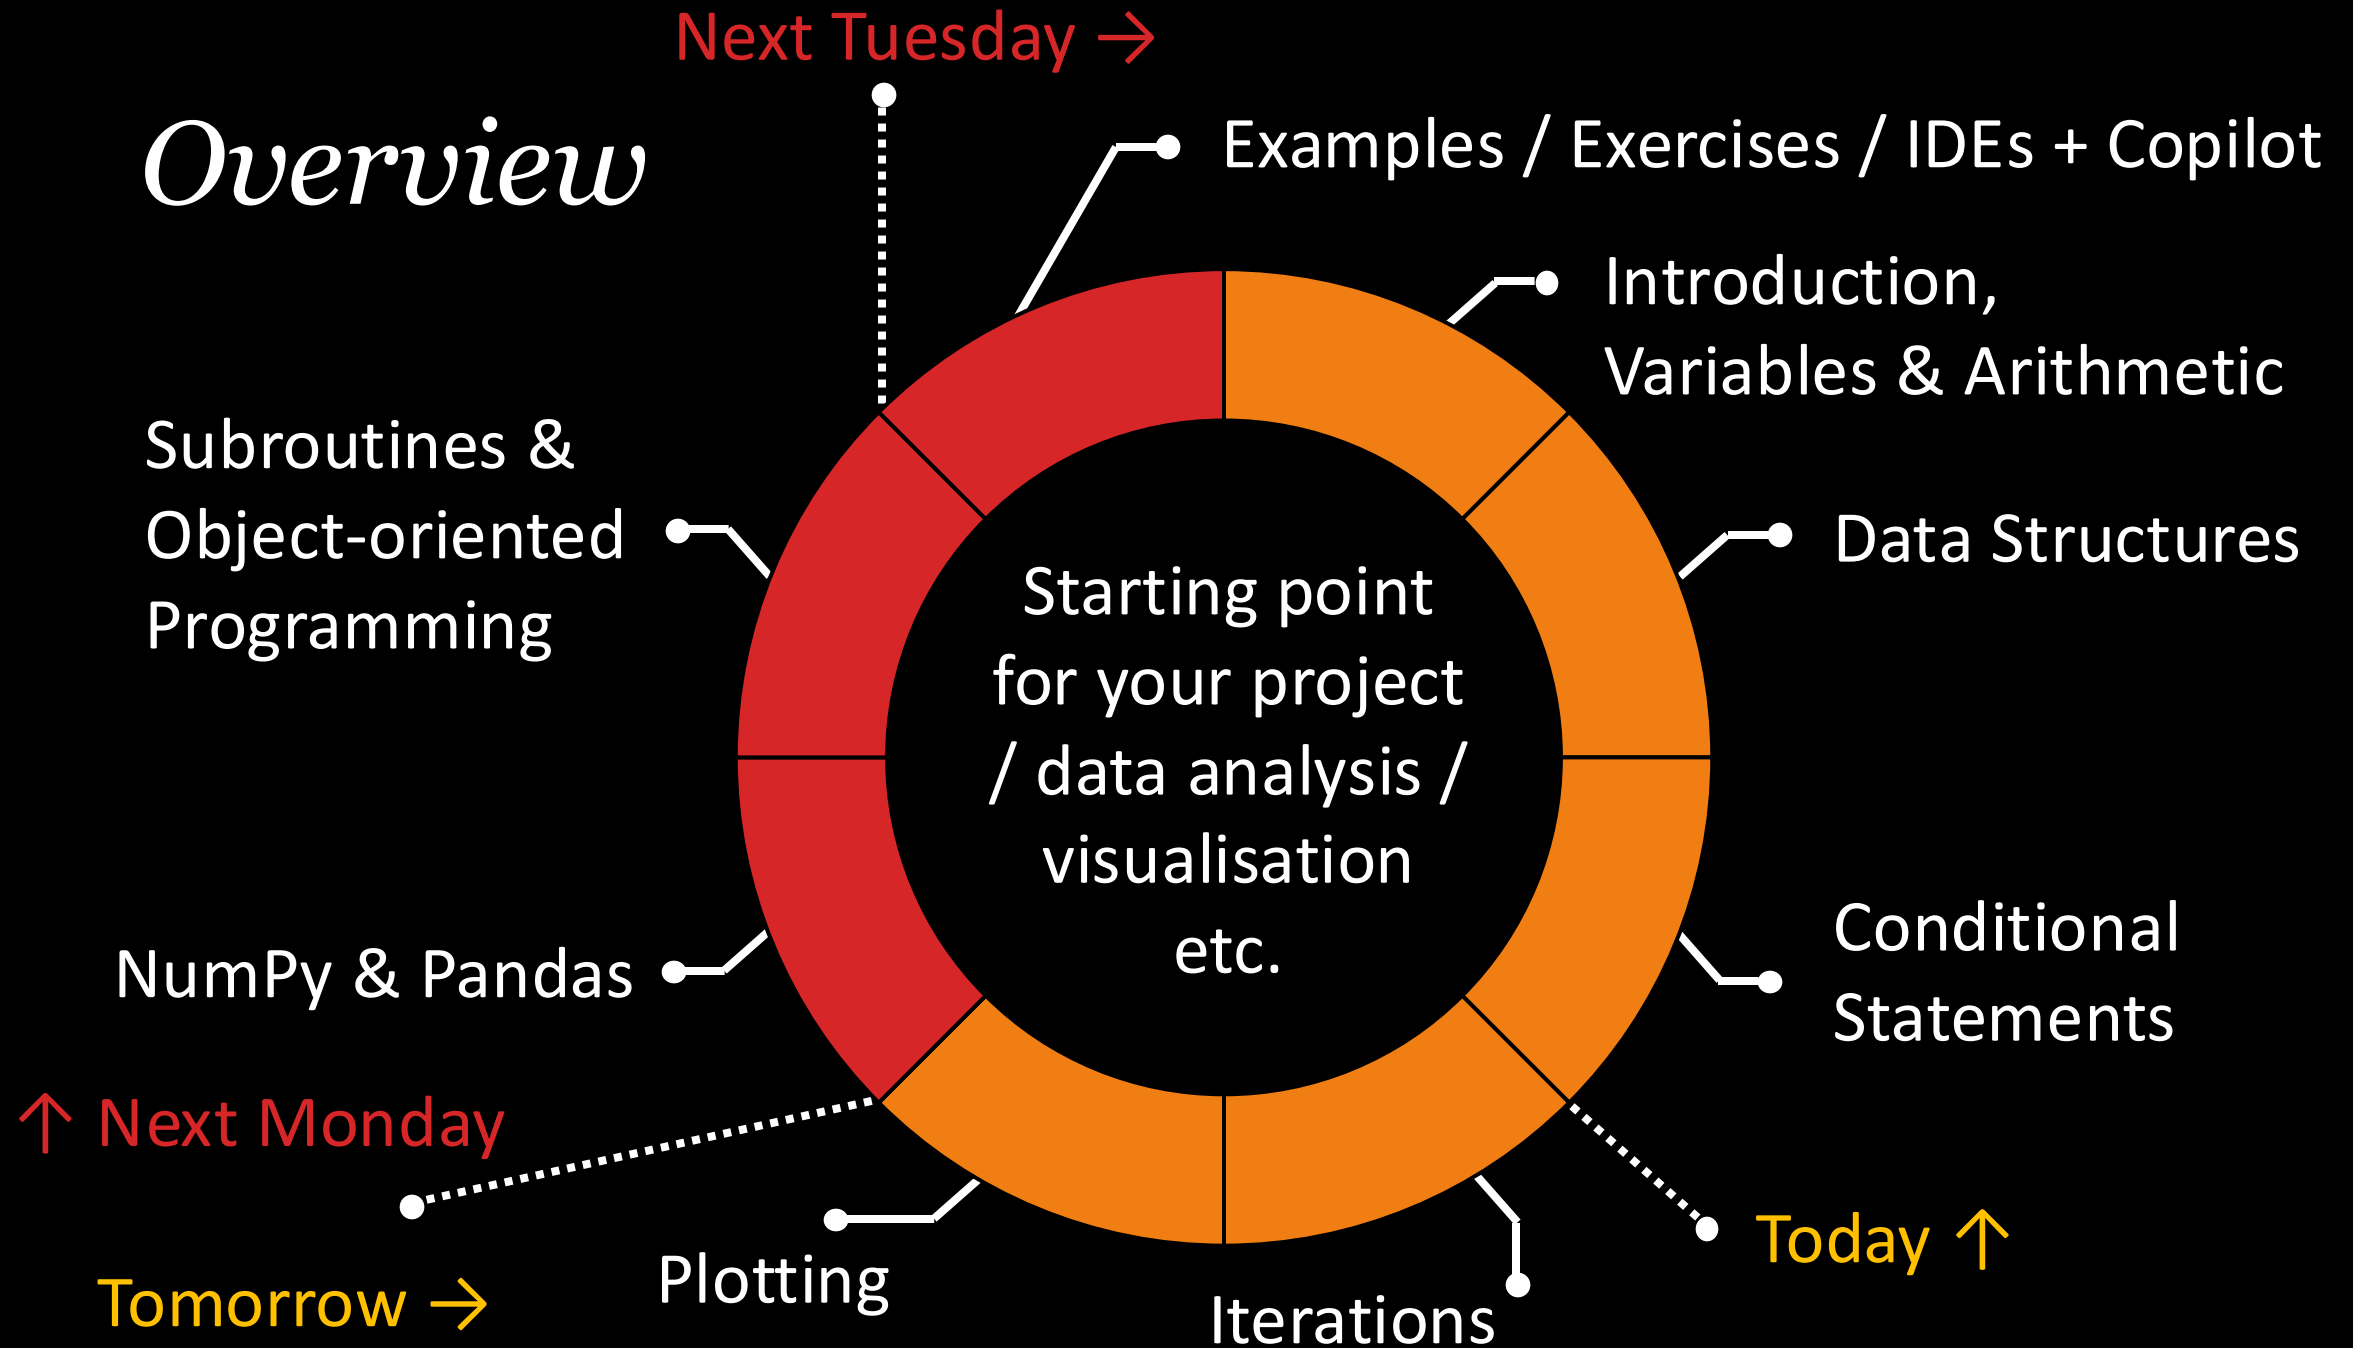 Next Tuesday →
Overview
Examples / Exercises / IDEs + Copilot
Introduction,
Variables & Arithmetic
Data Structures
Conditional
Statements
Today ↑
Iterations
Plotting
Tomorrow →
↑ Next Monday
NumPy & Pandas
Subroutines &
Object-oriented
Programming
Starting point
for your project
/ data analysis /
visualisation
etc.